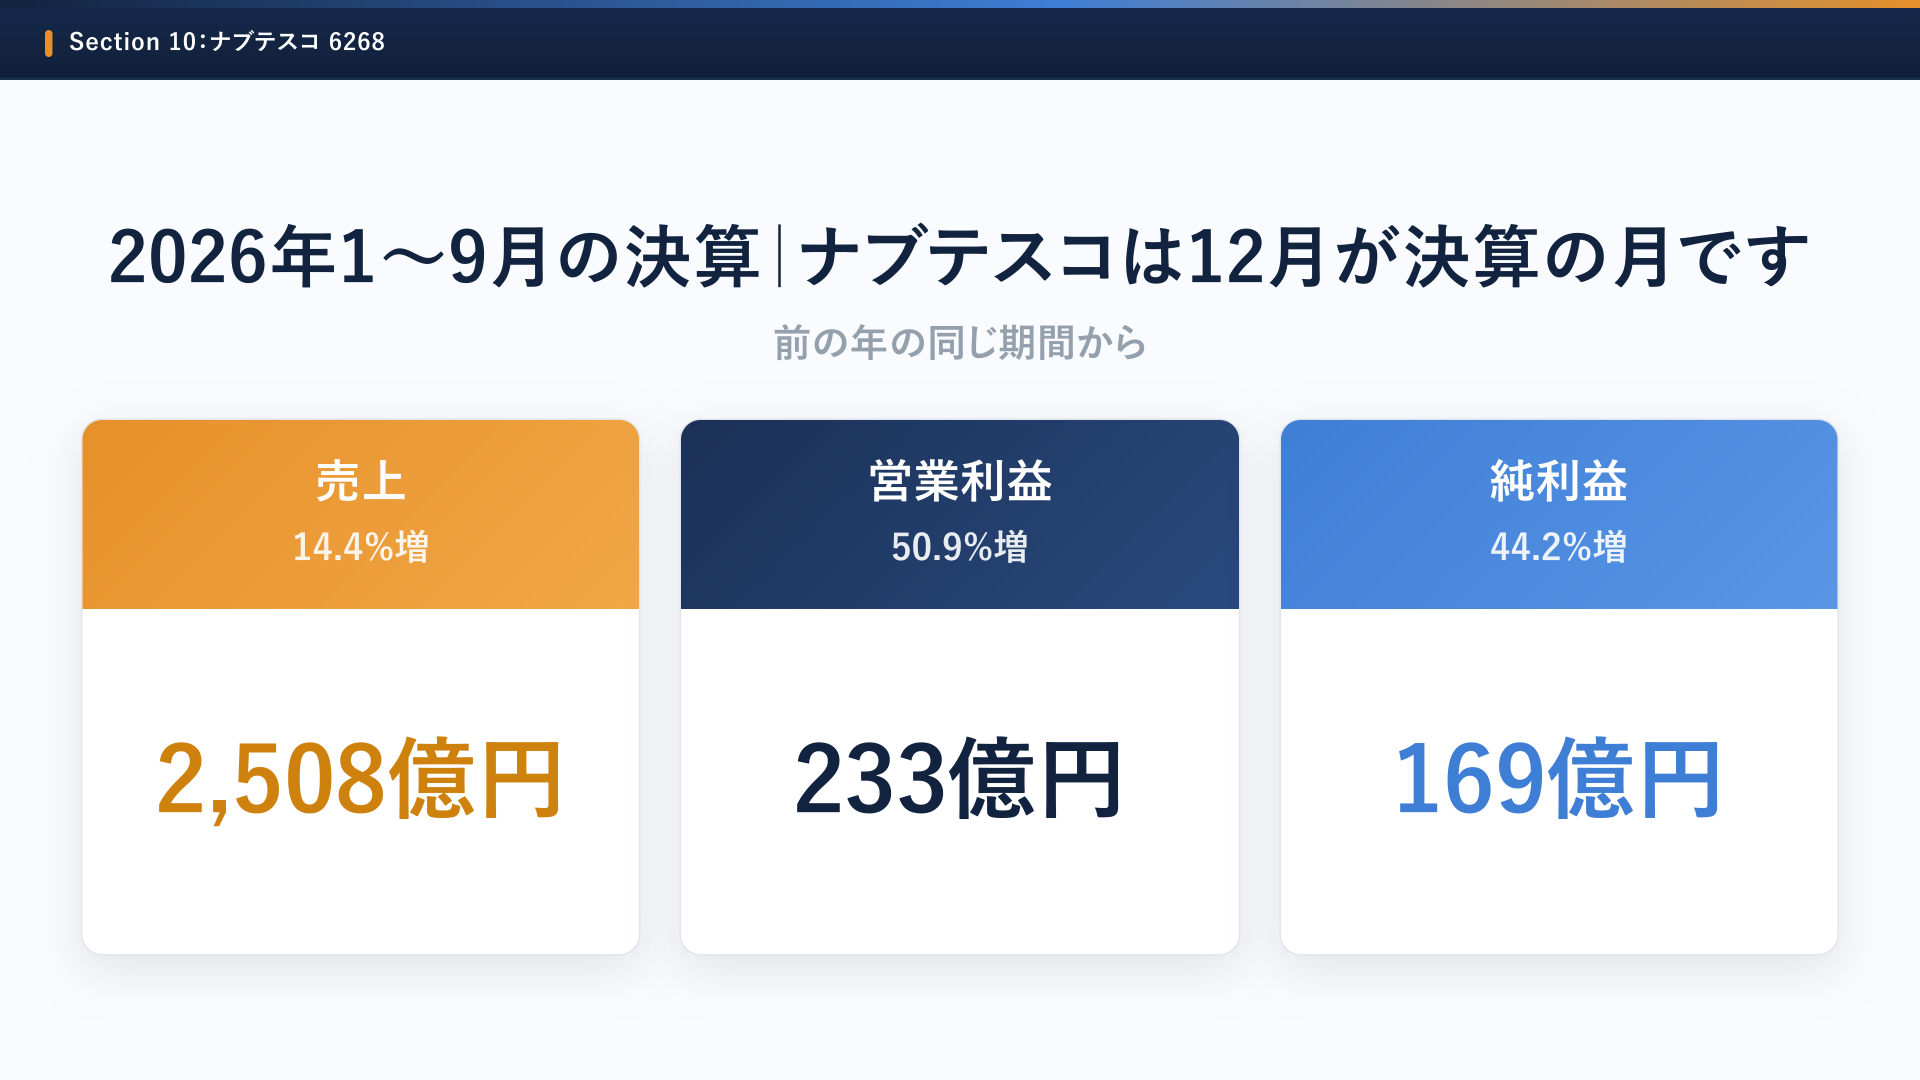 Section 10：ナブテスコ 6268
2026年1〜9月の決算｜ナブテスコは12月が決算の月です
前の年の同じ期間から
売上
14.4%増
2,508億円
営業利益
50.9%増
233億円
純利益
44.2%増
169億円